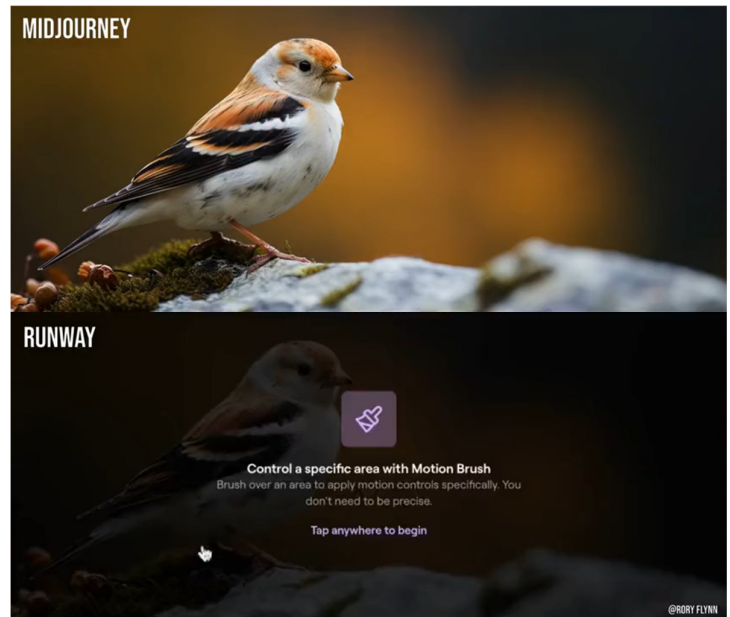 MIDJOURNEY
RUNWAY
Control a specific area with Motion Brush
Brush over an area to apply motion controls specifically. You
don't need to be precise.
Tap anywhere to begin
@RORY FLYNN